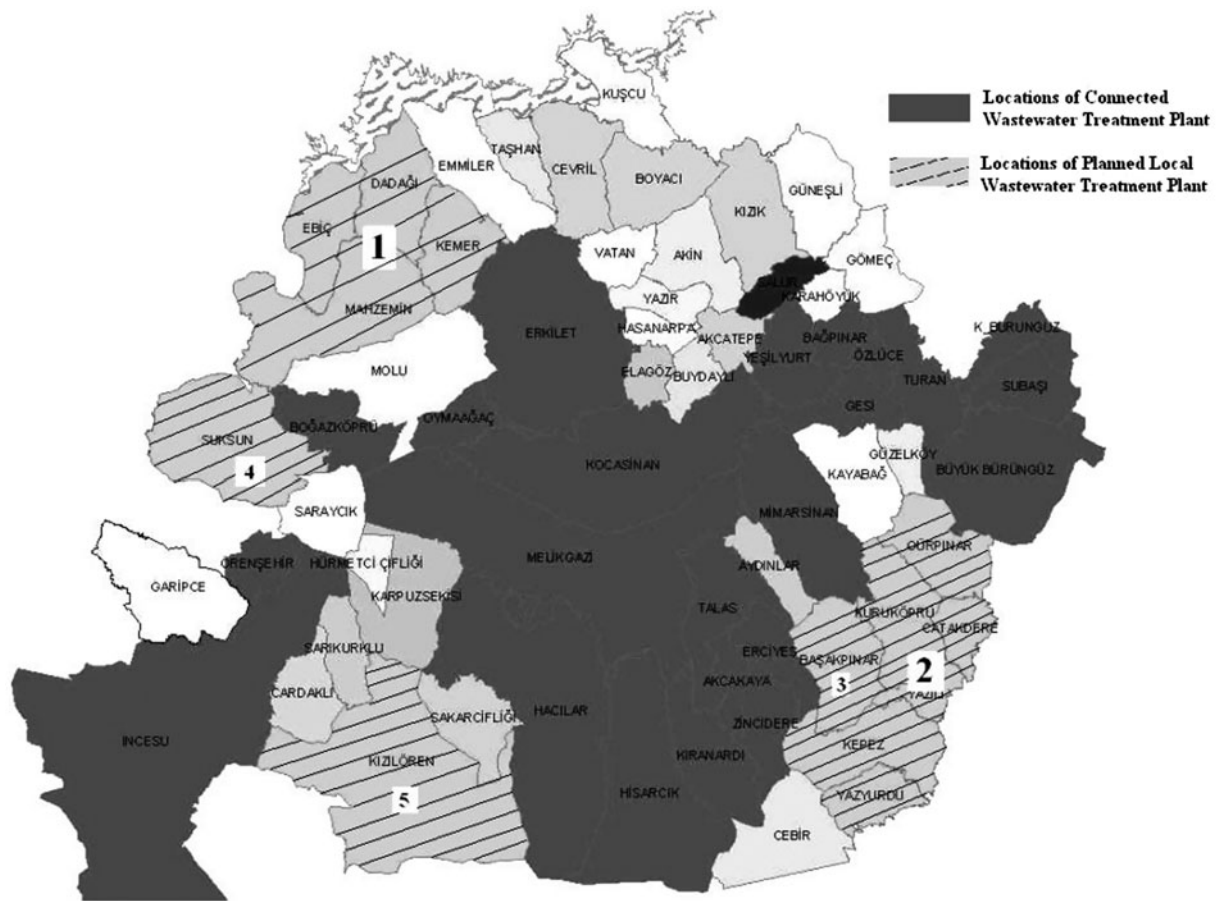 KUŞCU
Locations of Connected
Wastewater Treatment Plant
TAŞHAN
EMMİLER
CEVRİL
BOYACI
Locations of Planned Local
Wastewater Treatment Plant
DADAĞI
GÜNEŞLİ
KIZIK
EBİÇ
1
KEMER
VATAN
AKİN
GÖMEÇ
SALUR
KARAHÖYÜK
MAHZEMİN
YAZIR
ERKİLET
HASANARPA
AKCATEPE
BAĞPINAR
K_BURUNGUZ
YEŞİLYURT
ÖZLÜCE
MOLU
ELAGÖZ
BUYDAYLI
TURAN
SUBAŞI
GESİ
OYMAAĞAÇ
BOĞAZKÖPRÜ
SUKSUN
4
KOCASİNAN
GÜZELKÖY
KAYABAĞ
BÜYÜK BÜRÜNGÜZ
SARAYCIK
MİMARSİNAN
GÜRPINAR
ÖRENŞEHİR
HÜRMETCİ ÇİFLİĞİ
MELİKGAZİ
AYDINLAR
GARİPCE
KARPUZSEKİSİ
TALAS
KURUKÖPRÜ
CATAKDERE
SARIKURKLU
ERCİYES
BAŞAKPINAR
2
3
CARDAKLI
AKCAKAYA
YAZILI
SAKARCİFLİĞİ
HACILAR
ZİNCİDERE
INCESU
KEPEZ
KIZILÖREN
KIRANARDI
5
HİSARCIK
YAZYURDU
CEBİR